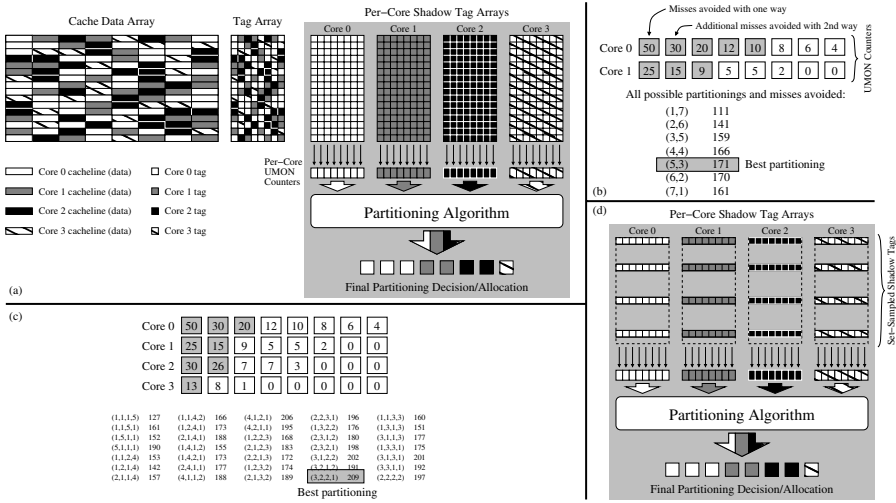 Cache Data Array
Tag Array
Per−Core Shadow Tag Arrays
Core 0 Core 1 Core 2 Core 3
Per−Core
UMON
Counters
Core 0 cacheline (data) Core 0 tag
Core 1 cacheline (data) Core 1 tag
Core 2 cacheline (data) Core 2 tag
Core 3 cacheline (data) Core 3 tag
Partitioning Algorithm
Final Partitioning Decision/Allocation
(a)
Misses avoided with one way
Additional misses avoided with 2nd way
Core 0 50 30 20 12 10 8 6 4
Core 1 25 15 9 5 5 2 0 0
UMON Counters
All possible partitionings and misses avoided:
(1,7) 111
(2,6) 141
(3,5) 159
(4,4) 166
(5,3) 171 Best partitioning
(6,2) 170
(7,1) 161
(b)
(c)
Core 0 50 30 20 12 10 8 6 4
Core 1 25 15 9 5 5 2 0 0
Core 2 30 26 7 7 3 0 0 0
Core 3 13 8 1 0 0 0 0 0
(1,1,1,5) 127 (1,1,4,2) 166 (4,1,2,1) 206 (2,2,3,1) 196 (1,1,3,3) 160
(1,1,5,1) 161 (1,2,4,1) 173 (4,2,1,1) 195 (1,3,2,2) 176 (1,3,1,3) 151
(1,5,1,1) 152 (2,1,4,1) 188 (1,2,2,3) 168 (2,3,1,2) 180 (3,1,1,3) 177
(5,1,1,1) 190 (1,4,1,2) 155 (2,1,2,3) 183 (2,3,2,1) 198 (1,3,3,1) 175
(1,1,2,4) 153 (1,4,2,1) 173 (2,2,1,3) 172 (3,1,2,2) 202 (3,1,3,1) 201
(1,2,1,4) 142 (2,4,1,1) 177 (1,2,3,2) 174 (3,2,1,2) 191 (3,3,1,1) 192
(2,1,1,4) 157 (4,1,1,2) 188 (2,1,3,2) 189 (3,2,2,1) 209 (2,2,2,2) 197
Best partitioning
(d)
Per−Core Shadow Tag Arrays
Core 0 Core 1 Core 2 Core 3
Set−Sampled Shadow Tags
Partitioning Algorithm
Final Partitioning Decision/Allocation